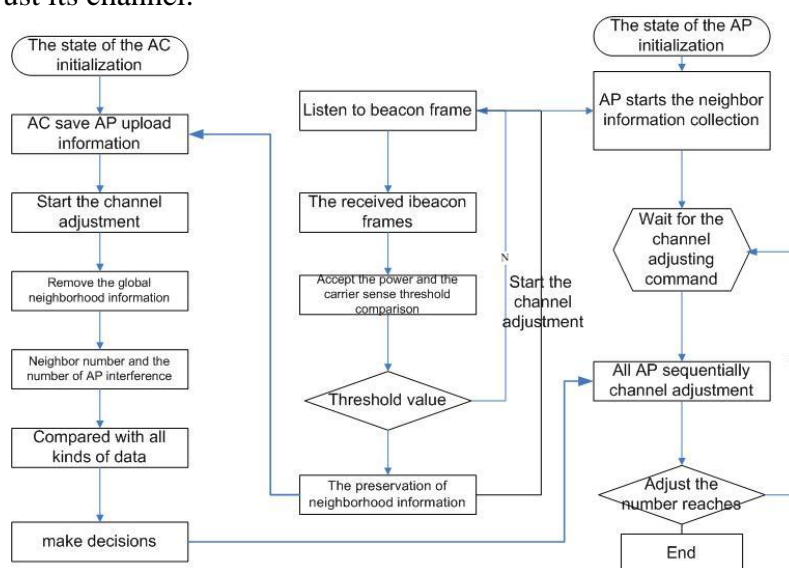 ust its channel.
The state of the AC
initialization
AC save AP upload
information
Start the channel
adjustment
Remove the global
neighborhood information
Neighbor number and the
number of AP interference
Compared with all
kinds of data
make decisions
Listen to beacon frame
The received ibeacon
frames
Accept the power and the
carrier sense threshold
comparison
Threshold value
The preservation of
neighborhood information
N
Start the
channel
adjustment
The state of the AP
initialization
AP starts the neighbor
information collection
Wait for the
channel
adjusting
command
All AP sequentially
channel adjustment
Adjust the
number reaches
End